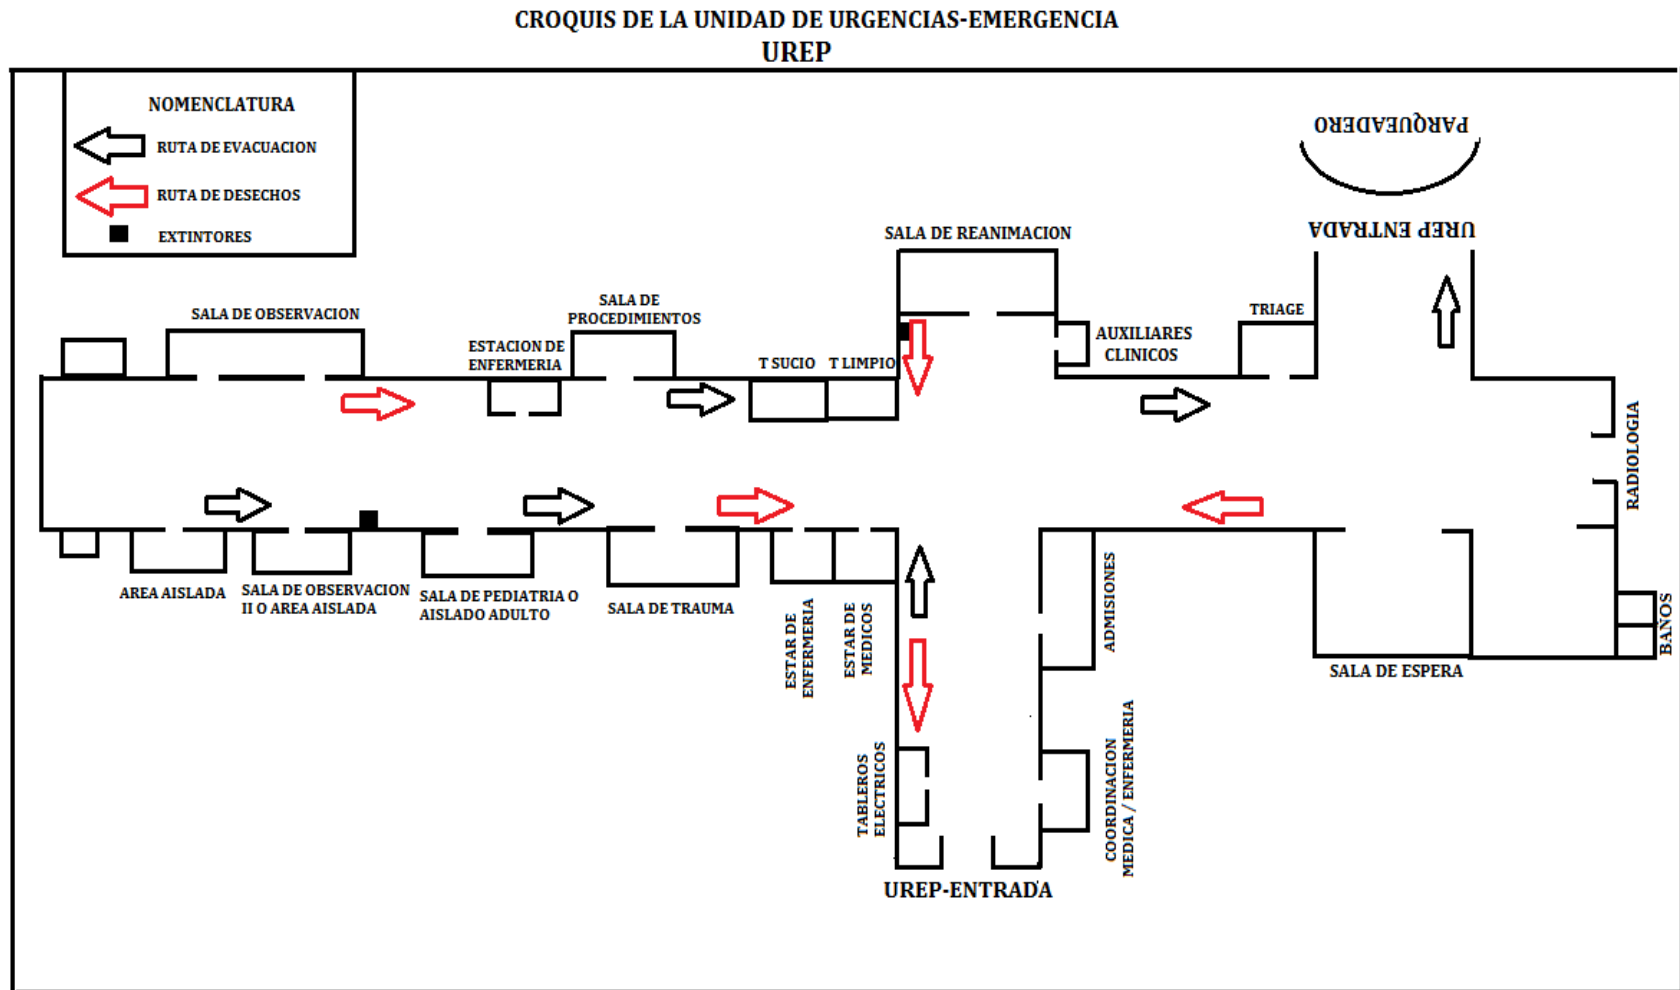 CROQUIS DE LA UNIDAD DE URGENCIAS-EMERGENCIA
UREP
NOMENCLATURA
RUTA DE EVACUACION
RUTA DE DESECHOS
EXTINTORES
PARQUEADERO
UREP ENTRADA
SALA DE REANIMACION
SALA DE OBSERVACION
SALA DE
PROCEDIMIENTOS
ESTACION DE
ENFERMERIA
T SUCIO
T LIMPIO
AUXILIARES
CLINICOS
TRIAGE
RADIOLOGIA
AREA AISLADA
SALA DE OBSERVACION
II O AREA AISLADA
SALA DE PEDIATRIA O
AISLADO ADULTO
SALA DE TRAUMA
ESTAR DE
ENFERMERIA
ESTAR DE
MEDICOS
ADMISIONES
SALA DE ESPERA
BAÑOS
TABLEROS
ELECTRICOS
COORDINACION
MEDICA / ENFERMERIA
UREP-ENTRADA